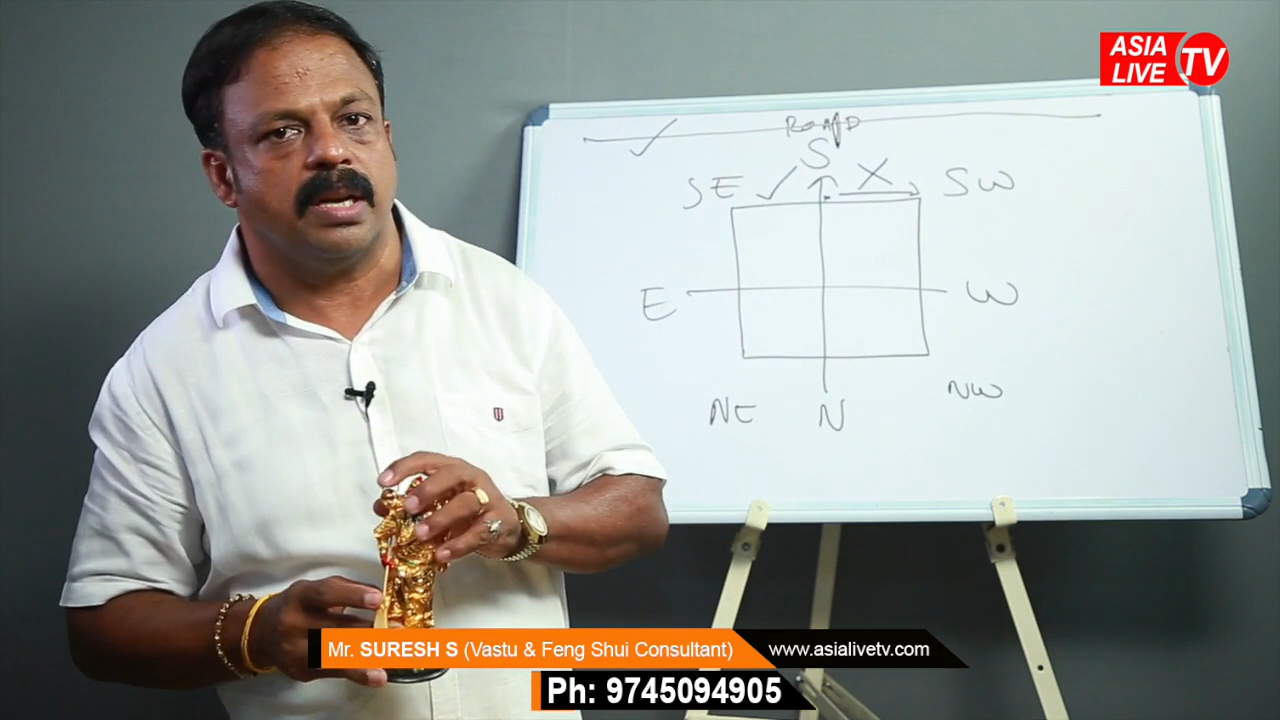 ASIA
LIVE TV
ROAD
S
X
SE
SW
E
W
NE
N
NW
Mr. SURESH S (Vastu & Feng Shui Consultant)
www.asialivetv.com
Ph: 9745094905